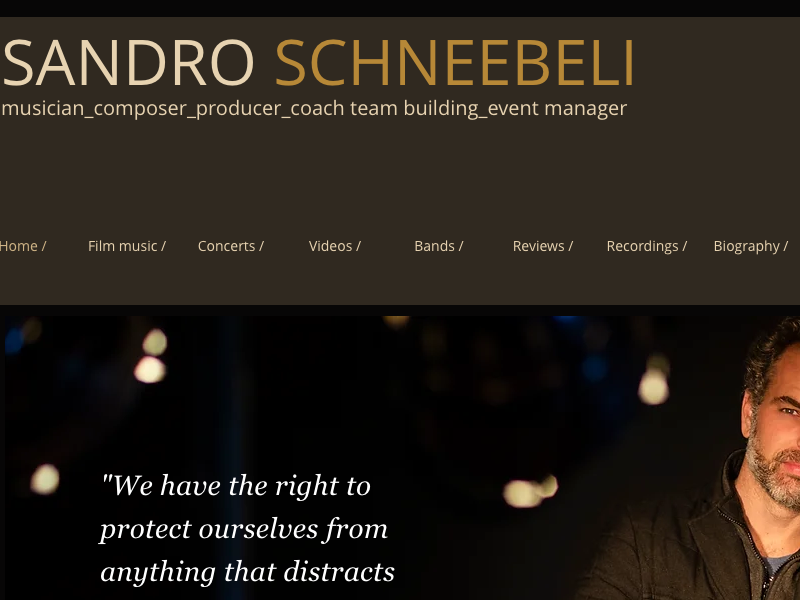 SANDRO SCHNEEBELI
musician_composer_producer_coach team building_event manager
Home / Film music / Concerts / Videos / Bands / Reviews / Recordings / Biography /
"We have the right to
protect ourselves from
anything that distracts